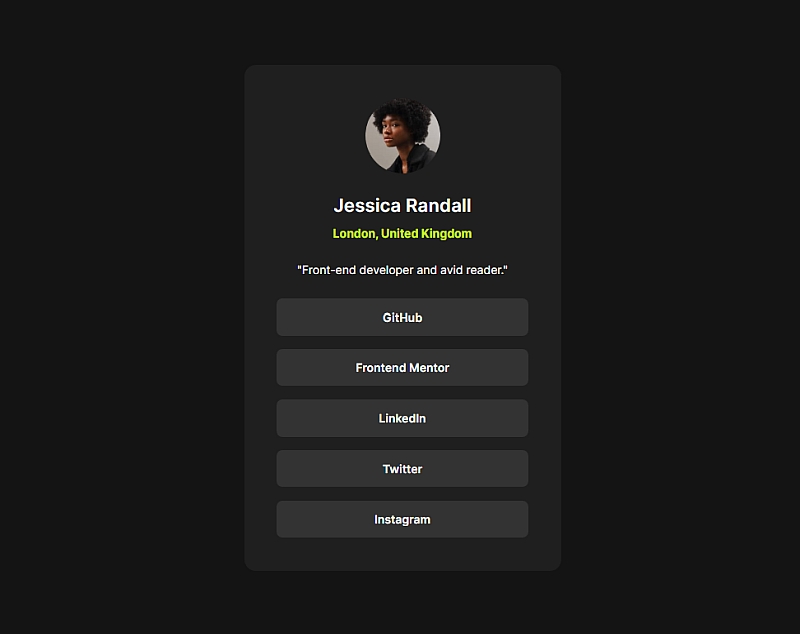 Jessica Randall
London, United Kingdom
"Front-end developer and avid reader."
GitHub
Frontend Mentor
LinkedIn
Twitter
Instagram